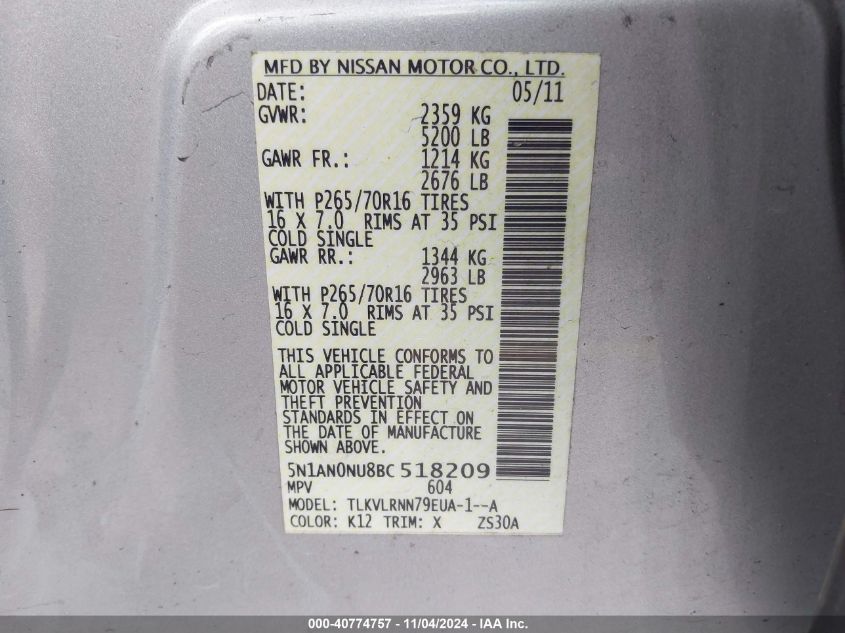 MFD BY NISSAN MOTOR CO., LTD.
DATE: 05/11
GVWR: 2359 KG
5200 LB
GAWR FR.: 1214 KG
2676 LB
WITH P265/70R16 TIRES
16 X 7.0 RIMS AT 35 PSI
COLD SINGLE
GAWR RR.: 1344 KG
2963 LB
WITH P265/70R16 TIRES
16 X 7.0 RIMS AT 35 PSI
COLD SINGLE
THIS VEHICLE CONFORMS TO
ALL APPLICABLE FEDERAL
MOTOR VEHICLE SAFETY AND
THEFT PREVENTION
STANDARDS IN EFFECT ON
THE DATE OF MANUFACTURE
SHOWN ABOVE.
5N1AN0NU8BC518209
MPV 604
MODEL: TLKVLRNN79EUA-1--A
COLOR: K12 TRIM: X ZS30A
000-40774757 - 11/04/2024 - IAA Inc.